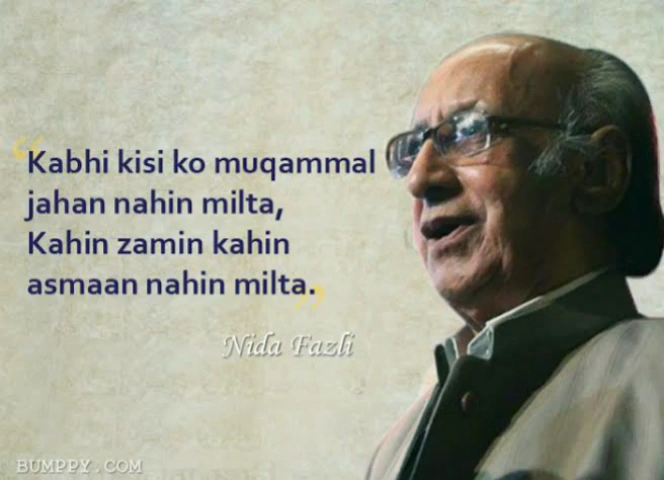 “Kabhi kisi ko muqammal
jahan nahin milta,
Kahin zamin kahin
asmaan nahin milta.”
Nida Fazli
BUMPPY.COM